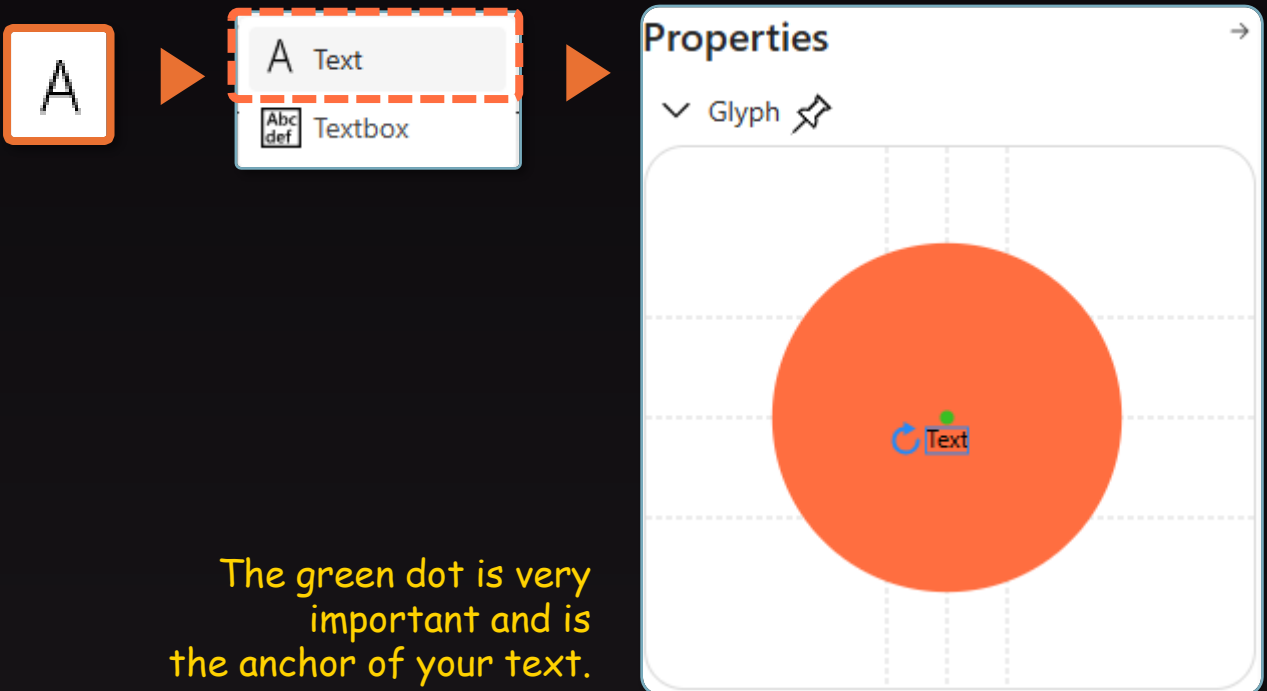 A
A Text
Abc
def Textbox
Properties
Glyph
Text
The green dot is very
important and is
the anchor of your text.